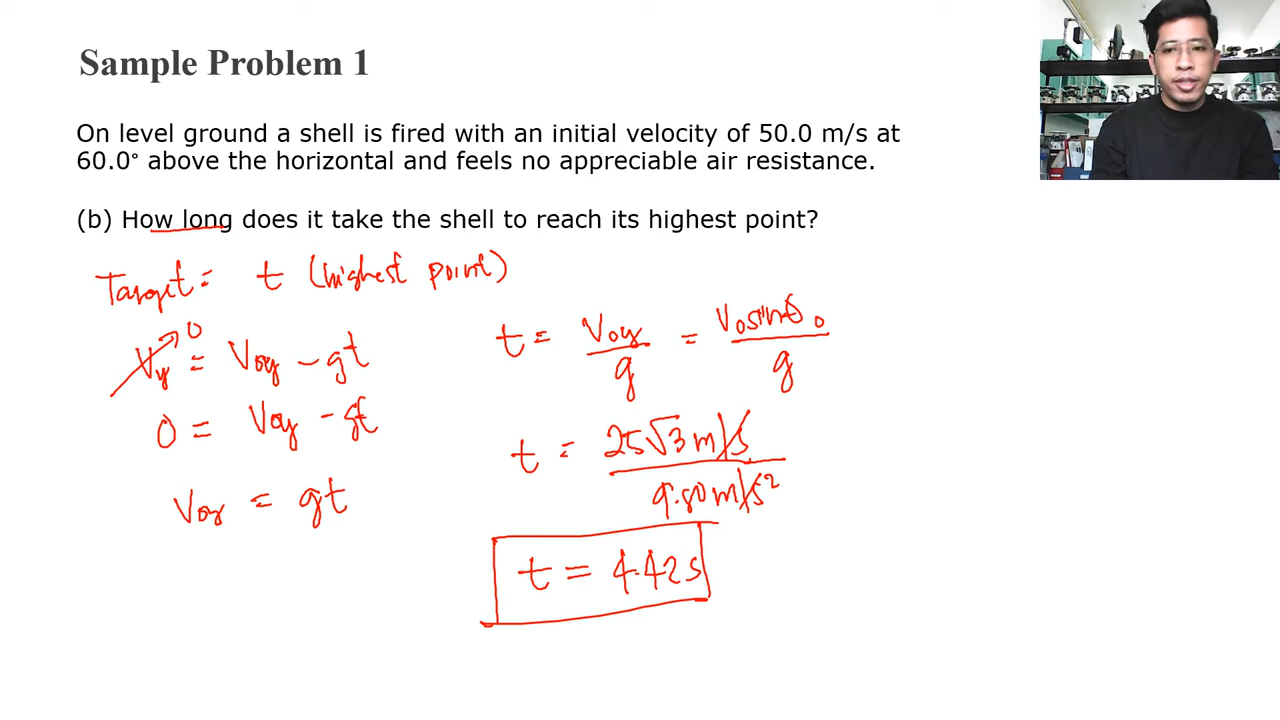 Sample Problem 1
On level ground a shell is fired with an initial velocity of 50.0 m/s at
60.0° above the horizontal and feels no appreciable air resistance.
(b) How long does it take the shell to reach its highest point?
Target = t (highest point)
Vy → 0 = Voy - gt
0 = Voy - gt
Voy = gt
t = Voy / g = Vosinθo / g
t = 25√3 m/s / 9.80 m/s²
t = 4.42 s